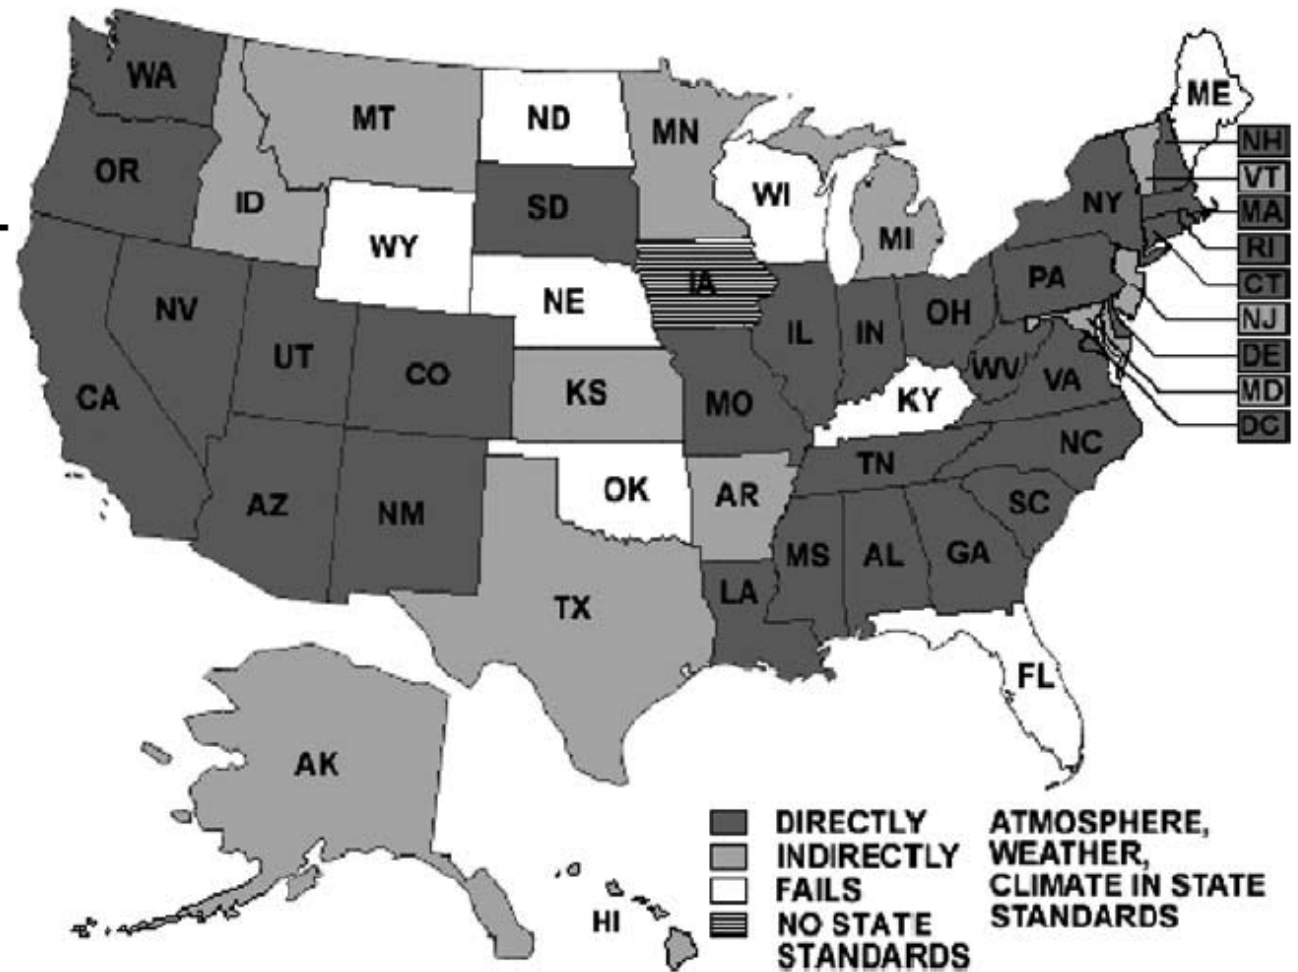 WA
MT
ND
MN
ME
OR
ID
SD
WI
MI
NY
NH
VT
MA
RI
CT
NJ
DE
MD
DC
WY
NE
IA
PA
NV
UT
CO
KS
IL
IN
OH
WV
VA
CA
MO
KY
NC
TN
AZ
NM
OK
AR
SC
MS
AL
GA
LA
TX
FL
AK
HI
DIRECTLY
INDIRECTLY
FAILS
NO STATE
STANDARDS
ATMOSPHERE,
WEATHER,
CLIMATE IN STATE
STANDARDS